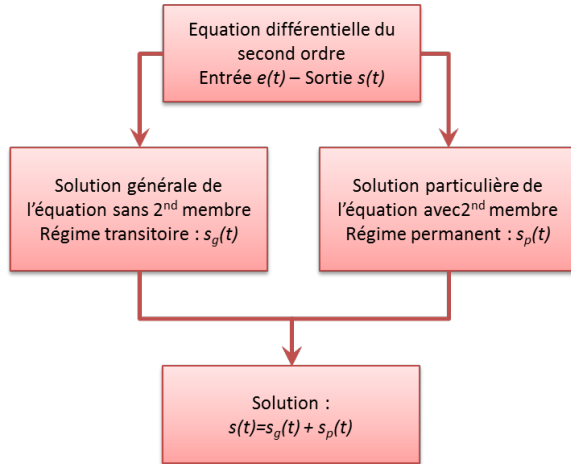 Equation différentielle du
second ordre
Entrée e(t) – Sortie s(t)
Solution générale de
l'équation sans 2nd membre
Régime transitoire : sg(t)
Solution particulière de
l'équation avec2nd membre
Régime permanent : sp(t)
Solution :
s(t)=sg(t) + sp(t)